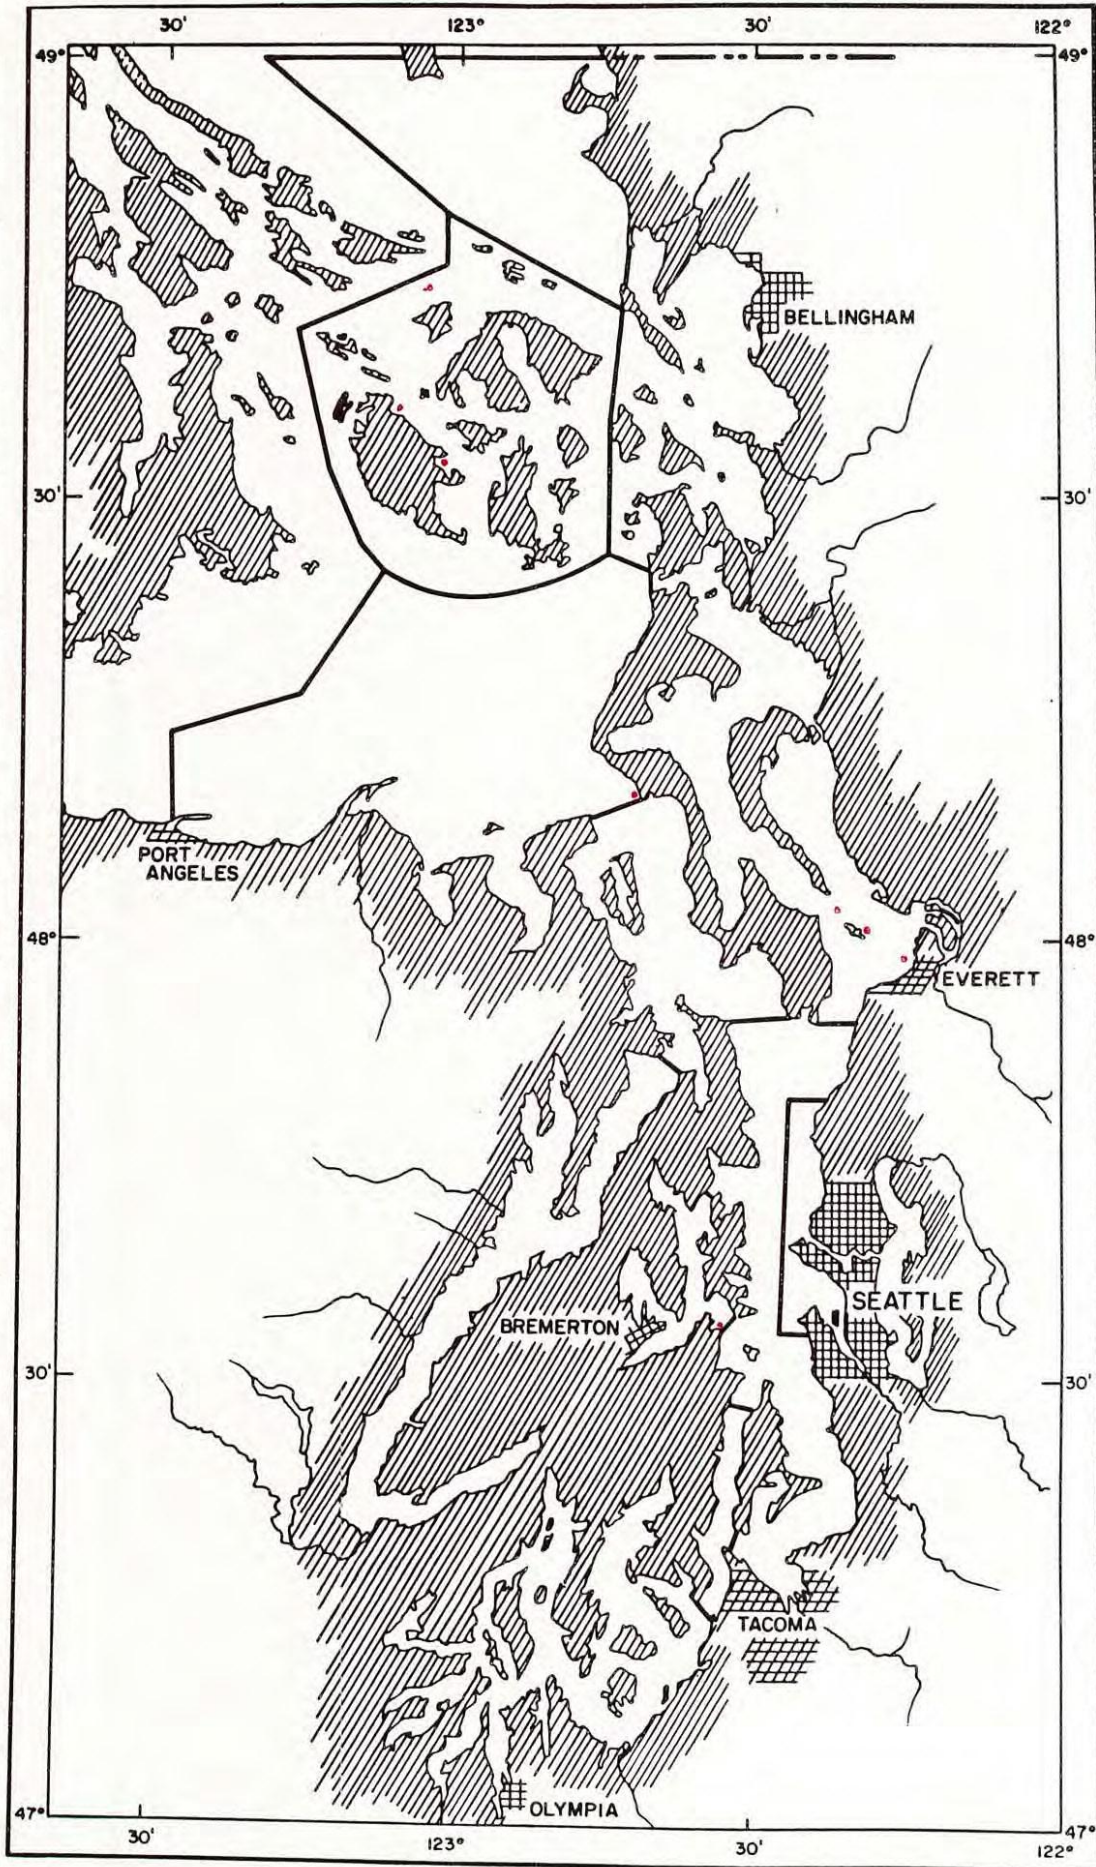 30'
123°
30'
122°
49°
49°
BELLINGHAM
30'
30'
PORT
ANGELES
48°
48°
EVERETT
SEATTLE
BREMERTON
30'
30'
TACOMA
OLYMPIA
47°
47°
30'
123°
30'
122°